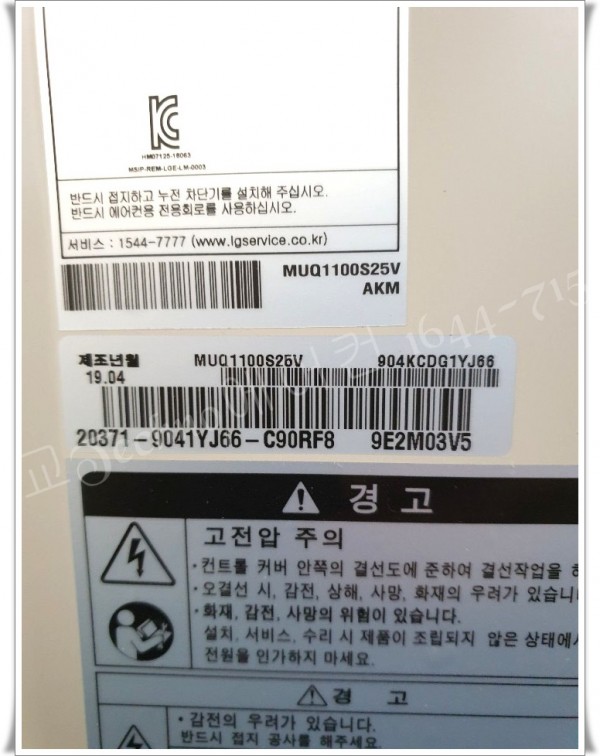 HM07125-16063
MSIP-REM-LGE-LM-0003
반드시 접지하고 누전 차단기를 설치해 주십시오.
반드시 에어컨용 전용회로를 사용하십시오.
서비스 : 1544-7777 (www.lgservice.co.kr)
MUQ1100S25V
AKM
제조년월 MUQ1100S25V 904KCDG1YJ66
19.04
20371-9041YJ66-C90RF8 9E2M03V5
1644-715
경 고
고전압 주의
· 컨트롤 커버 안쪽의 결선도에 준하여 결선작업을 하
· 오결선 시, 감전, 상해, 사망, 화재의 우려가 있습니
· 화재, 감전, 사망의 위험이 있습니다.
설치, 서비스, 수리 시 제품이 조립되지 않은 상태에서
전원을 인가하지 마세요.
경 고
· 감전의 우려가 있습니다.
반드시 접지 공사를 해주세요.